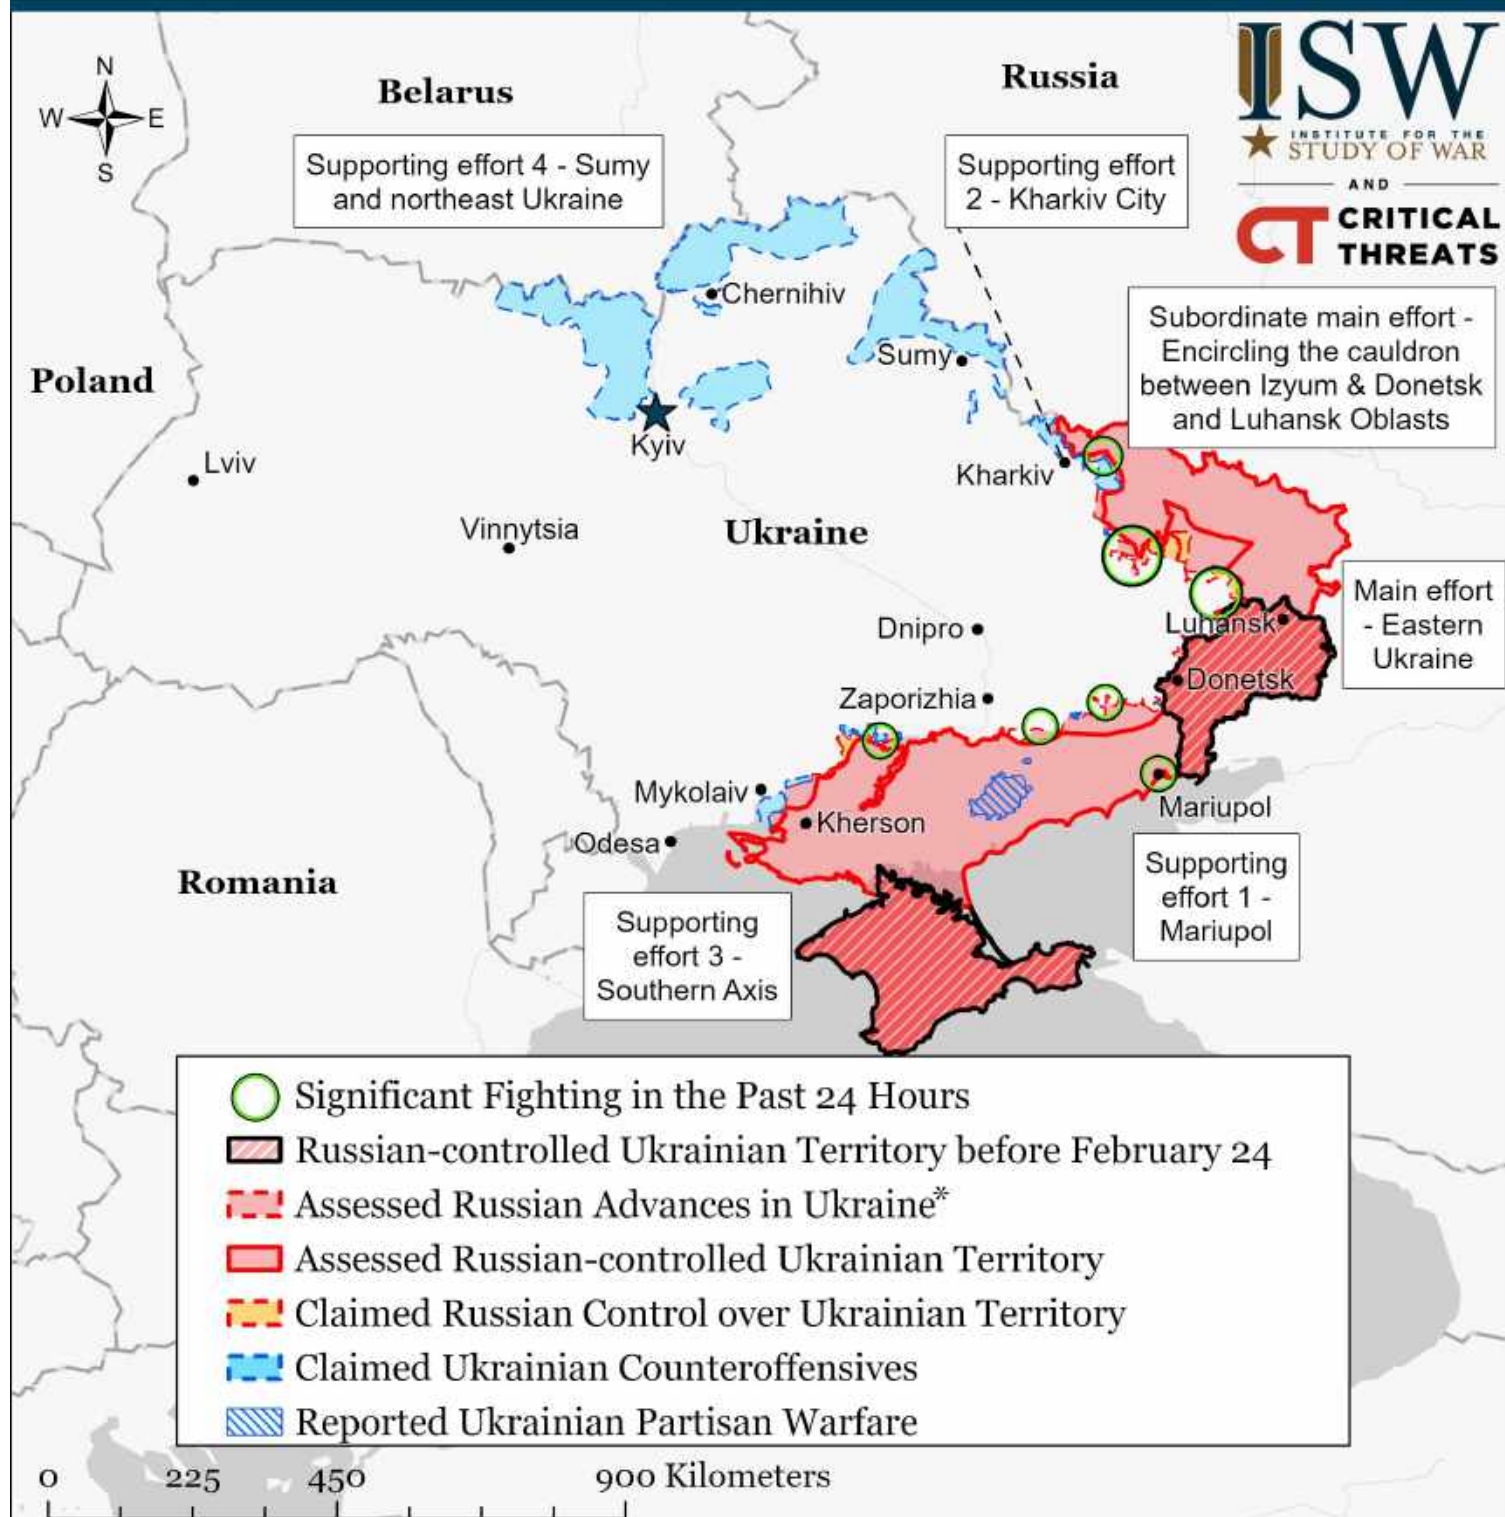 N
W
E
S
Belarus
Russia
ISW
INSTITUTE FOR THE
STUDY OF WAR
AND
CT CRITICAL
THREATS
Supporting effort 4 - Sumy
and northeast Ukraine
Supporting effort
2 - Kharkiv City
Subordinate main effort -
Encircling the cauldron
between Izyum & Donetsk
and Luhansk Oblasts
Chernihiv
Sumy
Poland
Kyiv
Lviv
Kharkiv
Vinnytsia
Ukraine
Main effort
- Eastern
Ukraine
Dnipro
Luhansk
Donetsk
Zaporizhia
Mykolaiv
Mariupol
Kherson
Odesa
Romania
Supporting
effort 1 -
Mariupol
Supporting
effort 3 -
Southern Axis
Significant Fighting in the Past 24 Hours
Russian-controlled Ukrainian Territory before February 24
Assessed Russian Advances in Ukraine*
Assessed Russian-controlled Ukrainian Territory
Claimed Russian Control over Ukrainian Territory
Claimed Ukrainian Counteroffensives
Reported Ukrainian Partisan Warfare
0 225 450 900 Kilometers